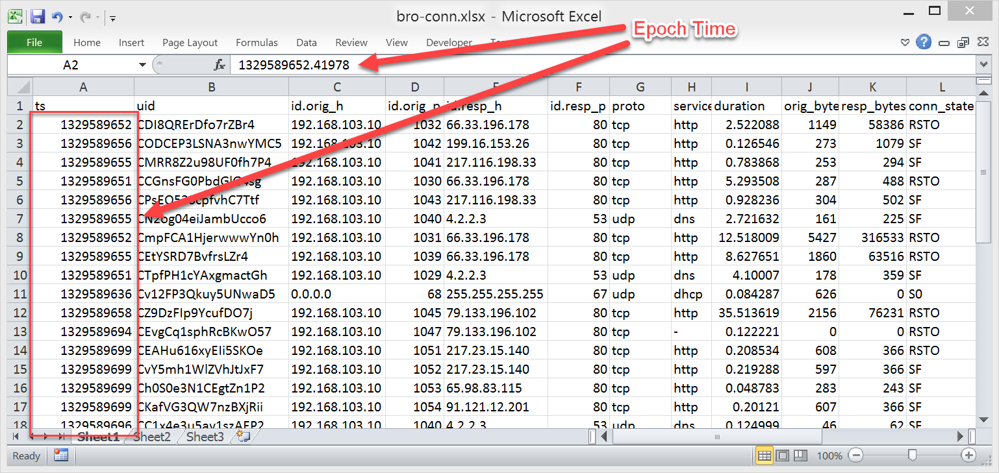 bro-conn.xlsx - Microsoft Excel
Epoch Time
File Home Insert Page Layout Formulas Data Review View Developer
A2 fx 1329589652.41978
A B C D E F G H I J K L
1 ts uid id.orig_h id.orig_p id.resp_h id.resp_p proto service duration orig_bytes resp_bytes conn_state
2 1329589652 CDI8QRErDfo7rZBr4 192.168.103.10 1032 66.33.196.178 80 tcp http 2.522088 1149 58386 RSTO
3 1329589656 CODCEP3LSNA3nwYMC5 192.168.103.10 1042 199.16.153.26 80 tcp http 0.126546 273 1079 SF
4 1329589655 CMRR8Z2u98UF0fh7P4 192.168.103.10 1041 217.116.198.33 80 tcp http 0.783868 253 294 SF
5 1329589651 192.168.103.10 1030 66.33.196.178 80 tcp http 5.293508 287 488 RSTO
6 1329589656 192.168.103.10 1043 217.116.198.33 80 tcp http 0.928236 304 502 SF
7 1329589655 CN2og04eiJambUcco6 192.168.103.10 1040 4.2.2.3 53 udp dns 2.721632 161 225 SF
8 1329589652 CmpFCA1HjerwwwYn0h 192.168.103.10 1031 66.33.196.178 80 tcp http 12.518009 5427 316533 RSTO
9 1329589655 CEtYSRD7BvfrsLZr4 192.168.103.10 1039 66.33.196.178 80 tcp http 8.627651 1860 63516 RSTO
10 1329589651 CTpfPH1cYAxgmactGh 192.168.103.10 1029 4.2.2.3 53 udp dns 4.10007 178 359 SF
11 1329589636 Cv12FP3Qkuy5UNwaD5 0.0.0.0 68 255.255.255.255 67 udp dhcp 0.084287 626 0 S0
12 1329589658 CZ9DzFIp9YcufDO7j 192.168.103.10 1045 79.133.196.102 80 tcp http 35.513619 2156 76231 RSTO
13 1329589694 CEvgCq1sphRcBKwO57 192.168.103.10 1047 79.133.196.102 80 tcp - 0.122221 0 0 RSTO
14 1329589699 CEAHu616xyEIi5SKOe 192.168.103.10 1051 217.23.15.140 80 tcp http 0.208534 608 366 RSTO
15 1329589699 CvY5mh1WlZVhJtJxF7 192.168.103.10 1052 217.23.15.140 80 tcp http 0.219288 597 366 SF
16 1329589699 Ch0S0e3N1CEgtZn1P2 192.168.103.10 1053 65.98.83.115 80 tcp http 0.048783 283 243 SF
17 1329589699 CKafVG3QW7nzBXjRii 192.168.103.10 1054 91.121.12.201 80 tcp http 0.20121 607 366 SF
18 1329589696 CC1x4e3u5av1szAFP2 192.168.103.10 1040 4.2.2.3 53 udp dns 0.124999 46 62 SF
Sheet1 Sheet2 Sheet3
Ready 100%